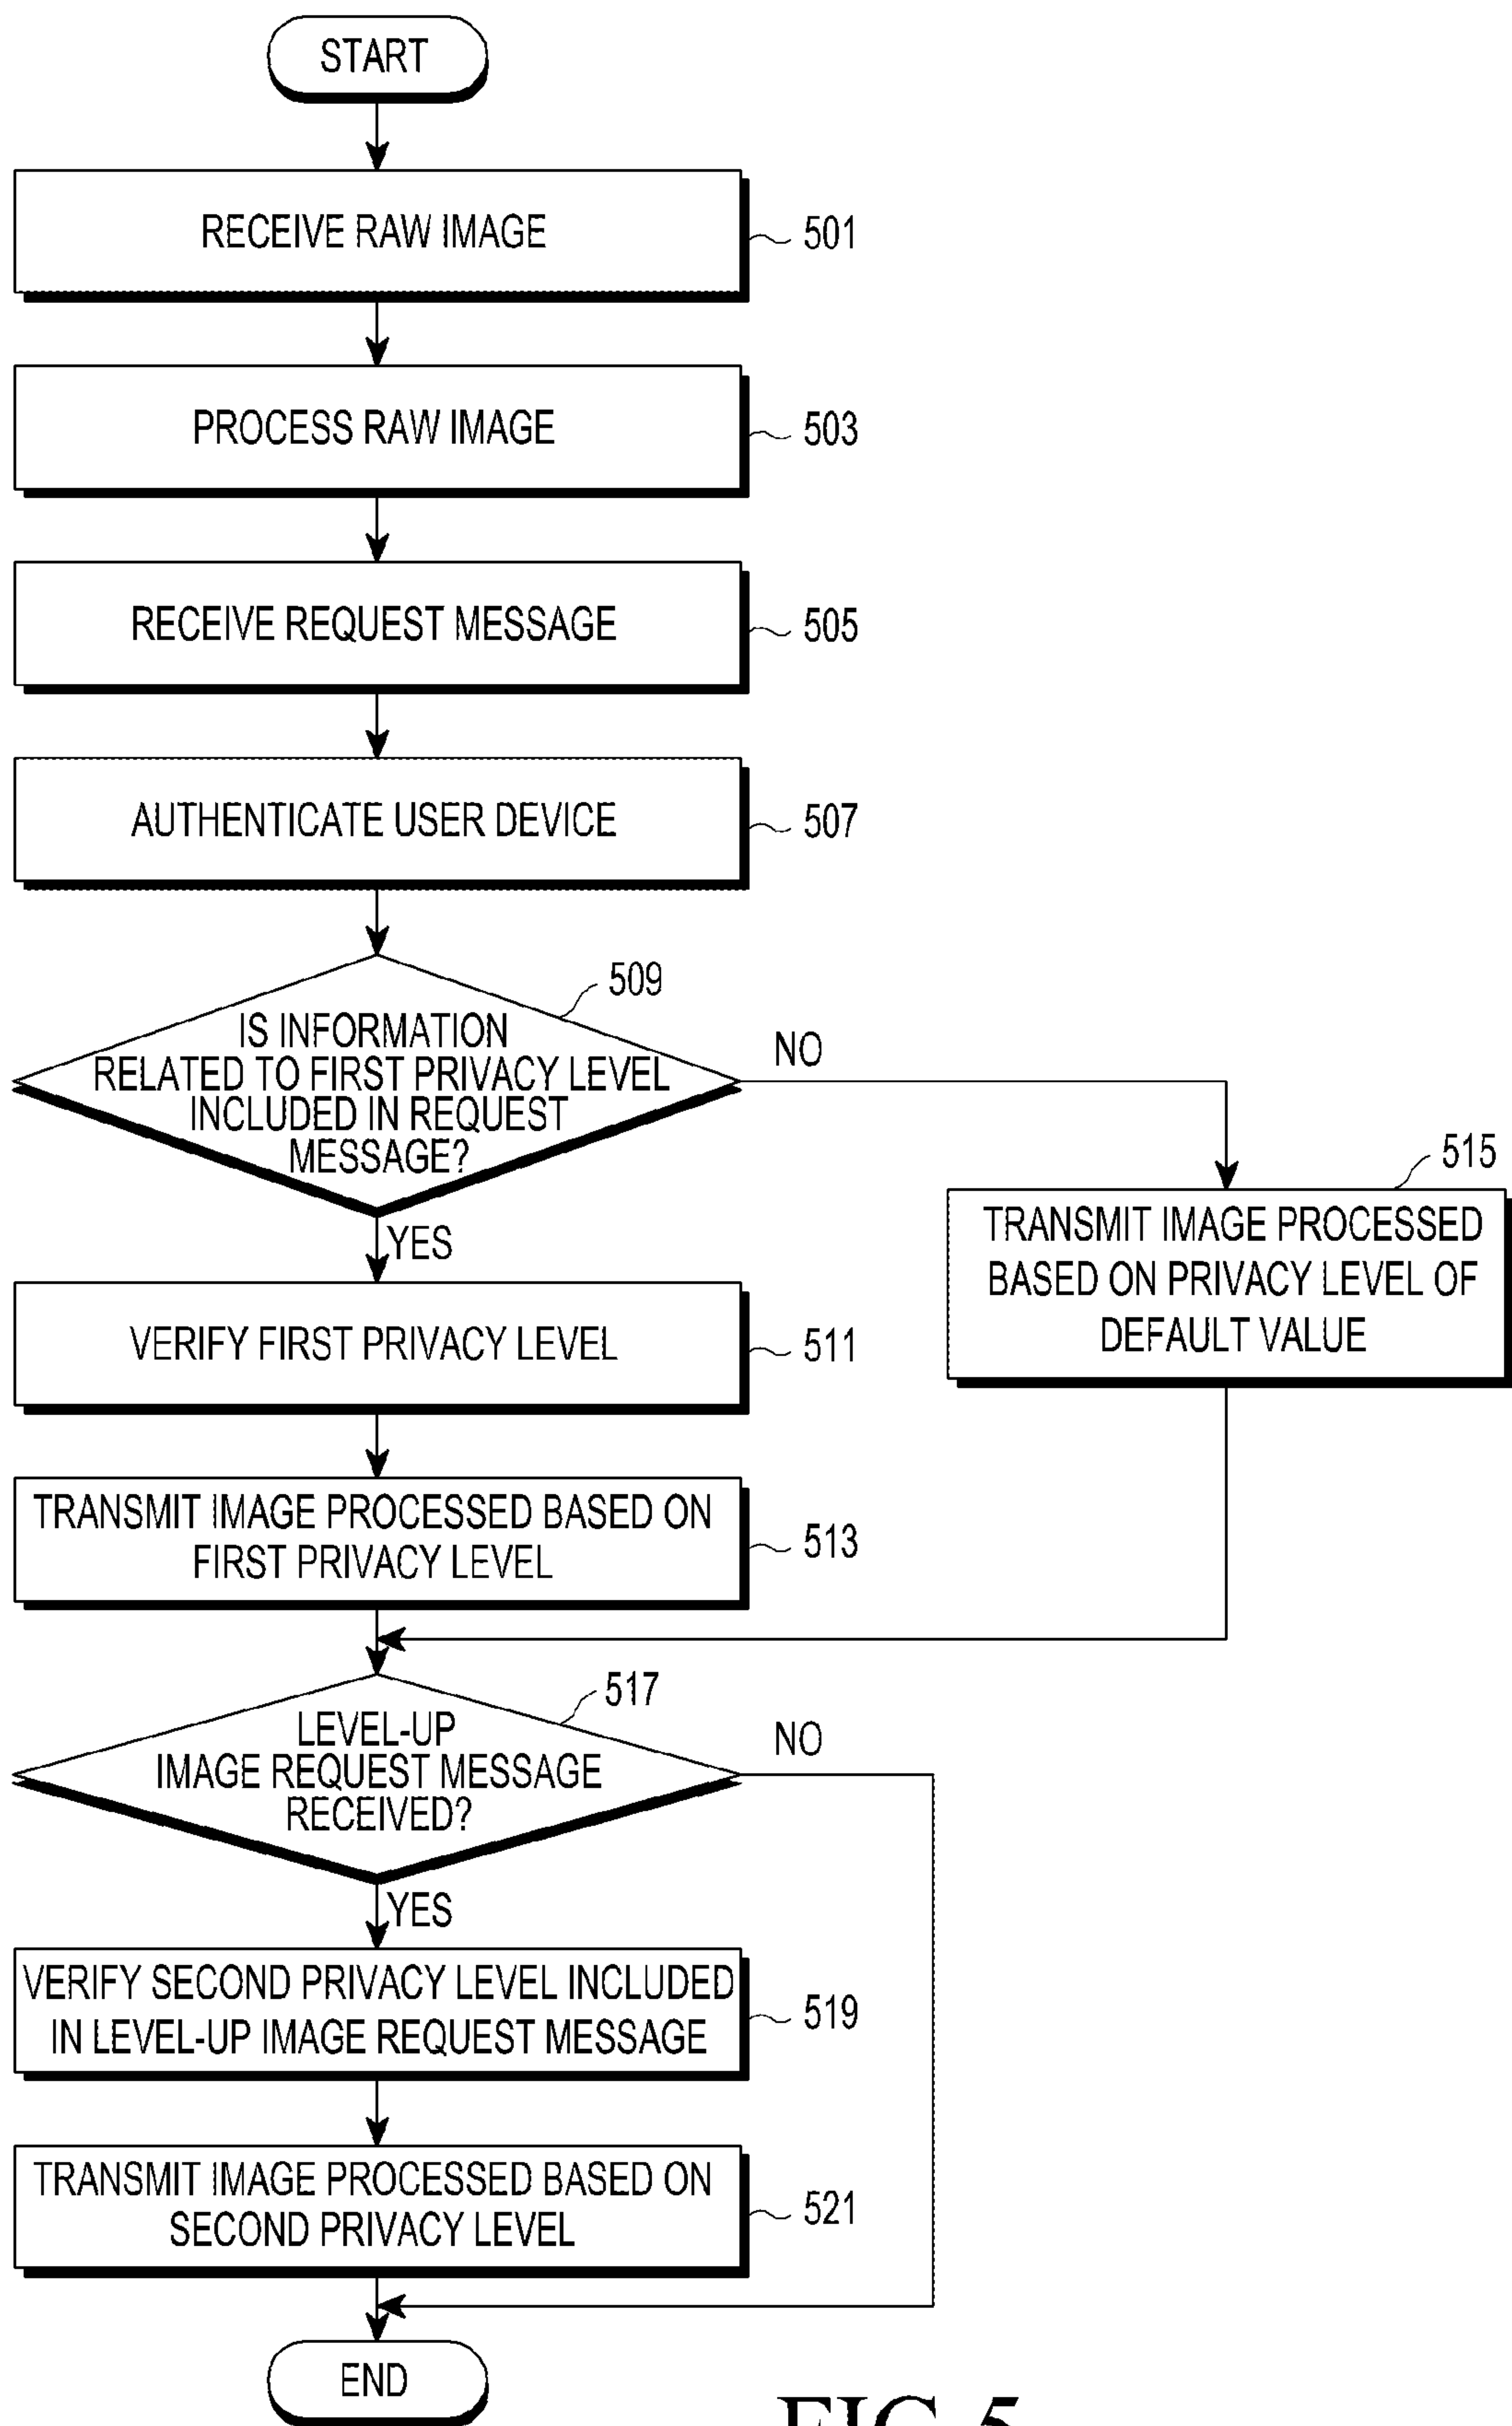 START
RECEIVE RAW IMAGE
501
PROCESS RAW IMAGE
503
RECEIVE REQUEST MESSAGE
505
AUTHENTICATE USER DEVICE
507
509
IS INFORMATION
RELATED TO FIRST PRIVACY LEVEL
INCLUDED IN REQUEST
MESSAGE?
NO
YES
515
TRANSMIT IMAGE PROCESSED
BASED ON PRIVACY LEVEL OF
DEFAULT VALUE
VERIFY FIRST PRIVACY LEVEL
511
TRANSMIT IMAGE PROCESSED BASED ON
FIRST PRIVACY LEVEL
513
517
LEVEL-UP
IMAGE REQUEST MESSAGE
RECEIVED?
NO
YES
VERIFY SECOND PRIVACY LEVEL INCLUDED
IN LEVEL-UP IMAGE REQUEST MESSAGE
519
TRANSMIT IMAGE PROCESSED BASED ON
SECOND PRIVACY LEVEL
521
END
FIG.5